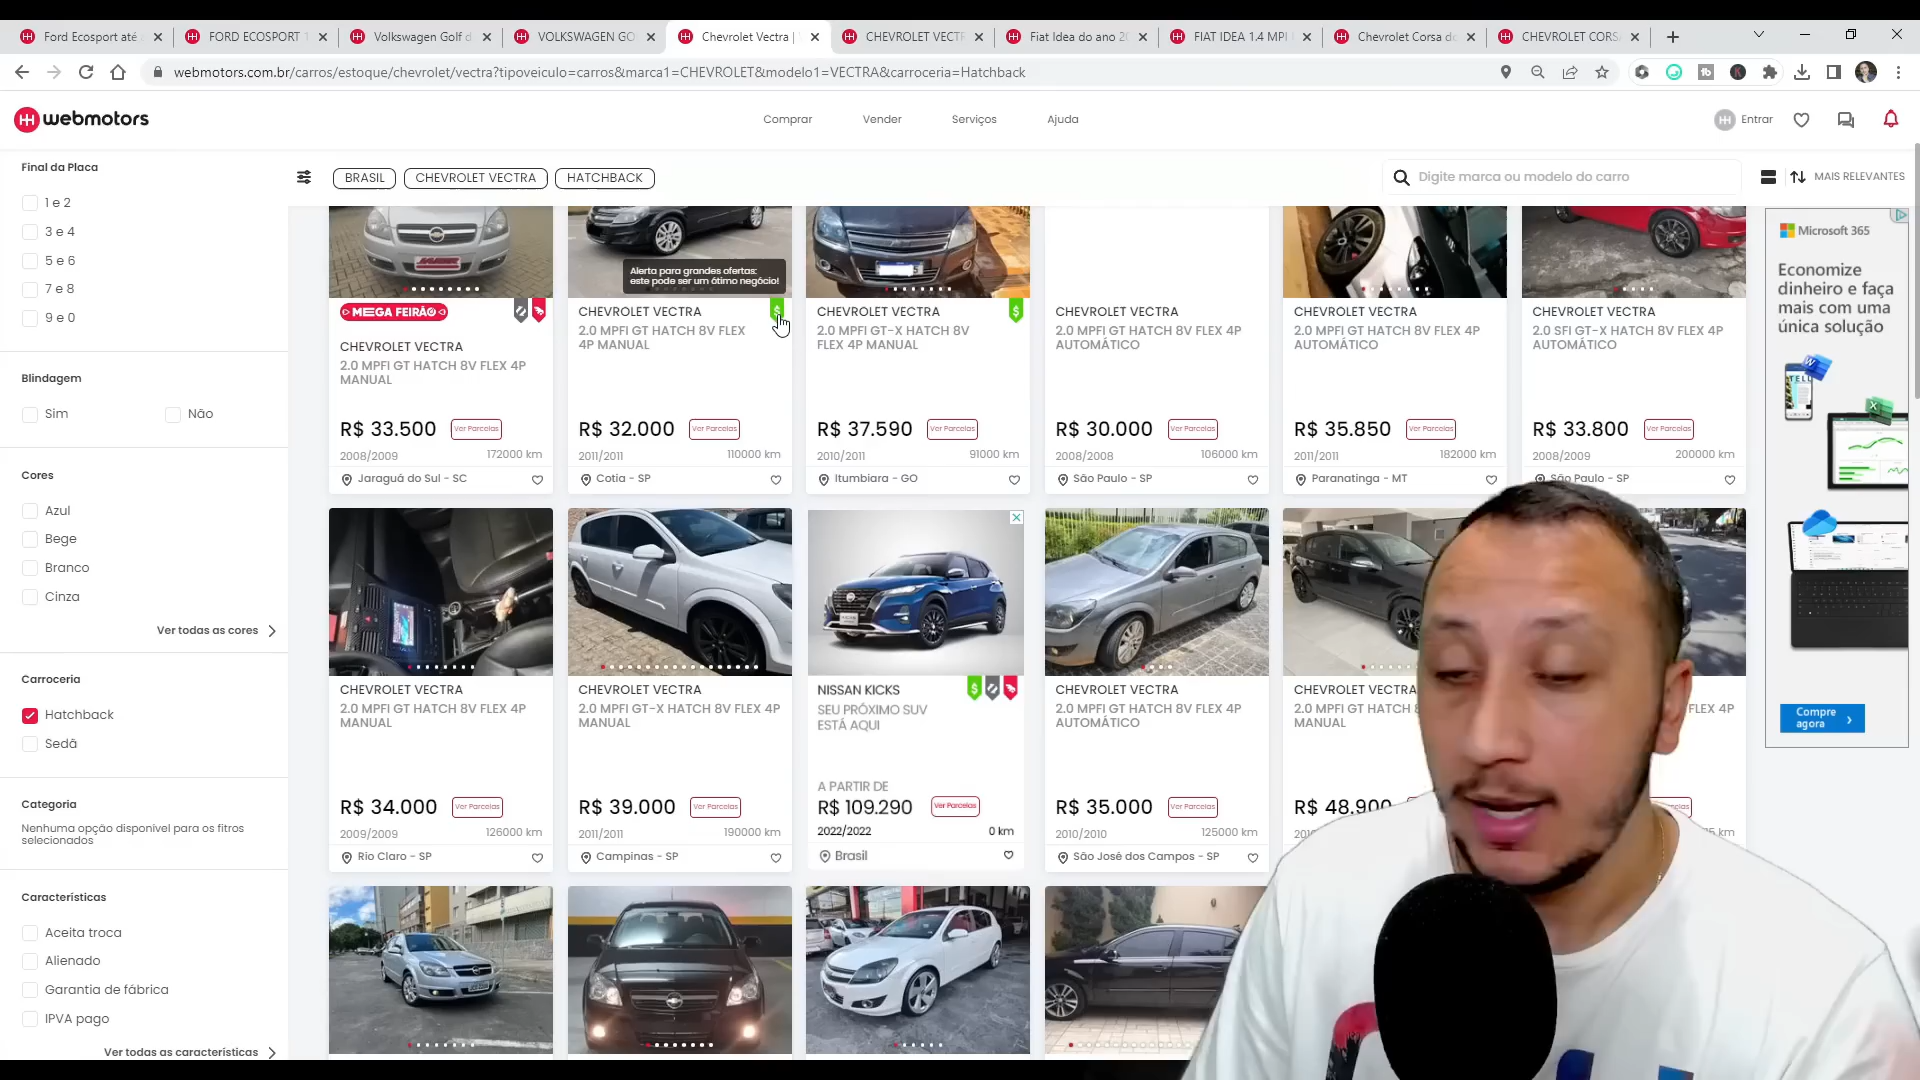 Ford Ecosport até
FORD ECOSPORT 1
Volkswagen Golf d
VOLKSWAGEN GO
Chevrolet Vectra |
CHEVROLET VECTR
Fiat Idea do ano 20
FIAT IDEA 1.4 MPI
Chevrolet Corsa de
CHEVROLET CORSA
webmotors.com.br/carros/estoque/chevrolet/vectra?tipoveiculo=carros&marca1=CHEVROLET&modelo1=VECTRA&carroceria=Hatchback
webmotors
Comprar
Vender
Serviços
Ajuda
Entrar
Final da Placa
1 e 2
3 e 4
5 e 6
7 e 8
9 e 0
Blindagem
Sim
Não
Cores
Azul
Bege
Branco
Cinza
Ver todas as cores
Carroceria
Hatchback
Sedã
Categoria
Nenhuma opção disponível para os fitros
selecionados
Características
Aceita troca
Alienado
Garantia de fábrica
IPVA pago
Ver todas as características
BRASIL
CHEVROLET VECTRA
HATCHBACK
Digite marca ou modelo do carro
MAIS RELEVANTES
MEGA FEIRÃO
CHEVROLET VECTRA
2.0 MPFI GT HATCH 8V FLEX 4P
MANUAL
R$ 33.500
Ver Parcelas
2008/2009
172000 km
Jaraguá do Sul - SC
Alerta para grandes ofertas:
este pode ser um ótimo negócio!
CHEVROLET VECTRA
2.0 MPFI GT HATCH 8V FLEX
4P MANUAL
R$ 32.000
Ver Parcelas
2011/2011
110000 km
Cotia - SP
CHEVROLET VECTRA
2.0 MPFI GT-X HATCH 8V
FLEX 4P MANUAL
R$ 37.590
Ver Parcelas
2010/2011
91000 km
Itumbiara - GO
CHEVROLET VECTRA
2.0 MPFI GT HATCH 8V FLEX 4P
AUTOMÁTICO
R$ 30.000
Ver Parcelas
2008/2008
106000 km
São Paulo - SP
CHEVROLET VECTRA
2.0 MPFI GT HATCH 8V FLEX 4P
AUTOMÁTICO
R$ 35.850
Ver Parcelas
2011/2011
182000 km
Paranatinga - MT
CHEVROLET VECTRA
2.0 SFI GT-X HATCH 8V FLEX 4P
AUTOMÁTICO
R$ 33.800
Ver Parcelas
2008/2009
200000 km
São Paulo - SP
CHEVROLET VECTRA
2.0 MPFI GT HATCH 8V FLEX 4P
MANUAL
R$ 34.000
Ver Parcelas
2009/2009
126000 km
Rio Claro - SP
CHEVROLET VECTRA
2.0 MPFI GT-X HATCH 8V FLEX 4P
MANUAL
R$ 39.000
Ver Parcelas
2011/2011
190000 km
Campinas - SP
NISSAN KICKS
SEU PRÓXIMO SUV
ESTÁ AQUI
A PARTIR DE
R$ 109.290
Ver Parcelas
2022/2022
0 km
Brasil
CHEVROLET VECTRA
2.0 MPFI GT HATCH 8V FLEX 4P
AUTOMÁTICO
R$ 35.000
Ver Parcelas
2010/2010
125000 km
São José dos Campos - SP
CHEVROLET VECTRA
2.0 MPFI GT HATCH 8
MANUAL
R$ 48.900
FLEX 4P
Microsoft 365
Economize
dinheiro e faça
mais com uma
única solução
Compre
agora